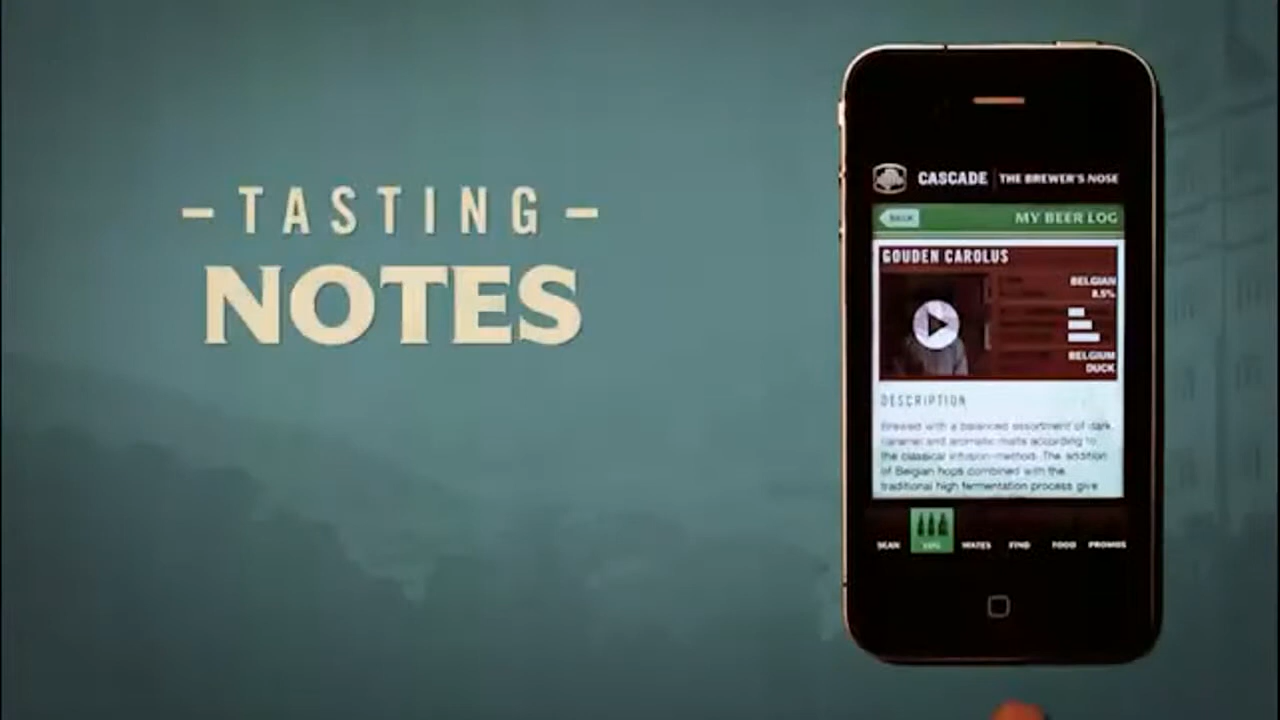 – TASTING –
NOTES
CASCADE | THE BREWER'S NOSE
BACK
MY BEER LOG
GOUDEN CAROLUS
BELGIAN
8.5%
BELGIUM
DUCK
DESCRIPTION
Brewed with a balanced assortment of dark
caramel and aromatic malts according to
the classical infusion-method. The addition
of Belgian hops combined with the
traditional high fermentation process give
SCAN LOG MATES FIND FOOD PROMOS